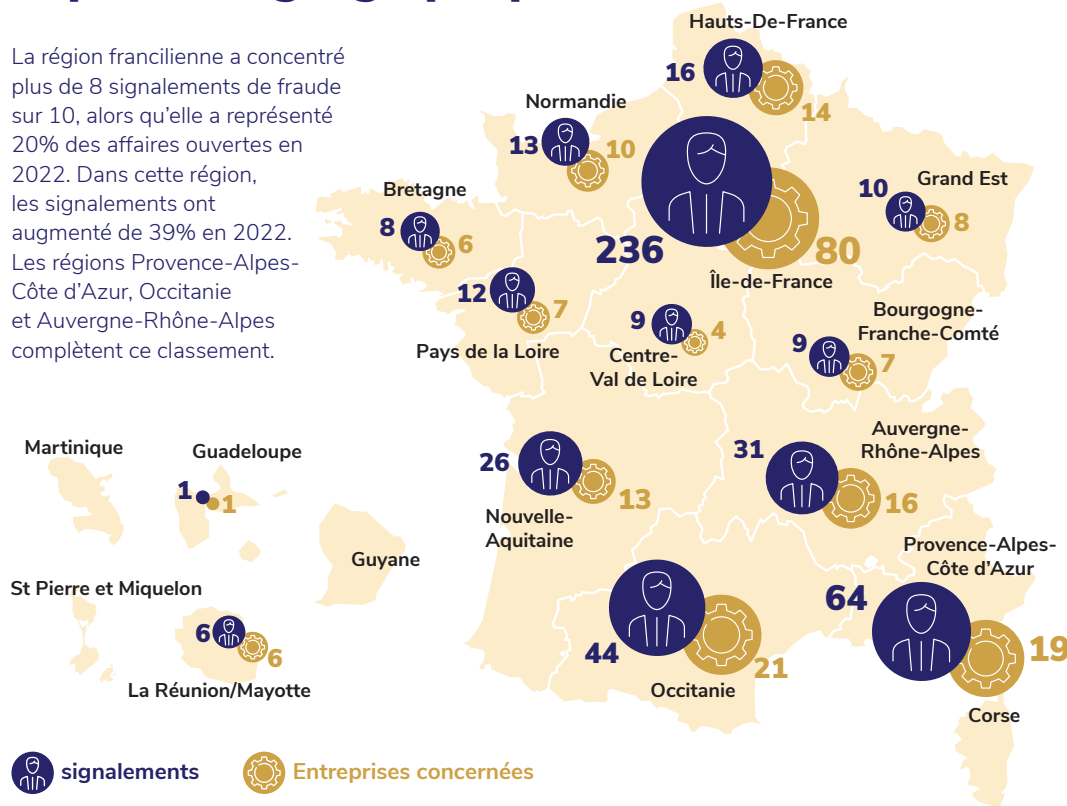 La région francilienne a concentré
plus de 8 signalements de fraude
sur 10, alors qu'elle a représenté
20% des affaires ouvertes en
2022. Dans cette région,
les signalements ont
augmenté de 39% en 2022.
Les régions Provence-Alpes-
Côte d'Azur, Occitanie
et Auvergne-Rhône-Alpes
complètent ce classement.
Hauts-De-France
16
14
Normandie
13
10
Bretagne
8
6
236
80
Île-de-France
Grand Est
10
8
12
7
Pays de la Loire
9
4
Centre-
Val de Loire
Bourgogne-
Franche-Comté
9
7
Auvergne-
Rhône-Alpes
31
16
26
13
Nouvelle-
Aquitaine
Provence-Alpes-
Côte d'Azur
64
19
Corse
44
21
Occitanie
Martinique
Guadeloupe
1
1
Guyane
St Pierre et Miquelon
6
6
La Réunion/Mayotte
signalements
Entreprises concernées